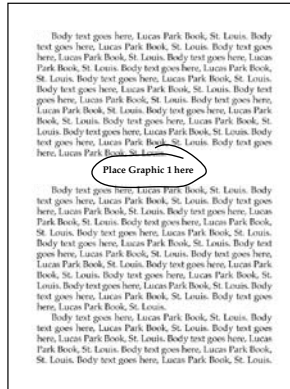 Body text goes here, Lucas Park Book, St. Louis. Body
text goes here, Lucas Park Book, St. Louis. Body text goes
here, Lucas Park Book, St. Louis. Body text goes here, Lucas
Park Book, St. Louis. Body text goes here, Lucas Park Book,
St. Louis. Body text goes here, Lucas Park Book, St. Louis.
Body text goes here, Lucas Park Book, St. Louis. Body text
goes here, Lucas Park Book, St. Louis. Body text goes here,
Lucas Park Book, St. Louis. Body text goes here, Lucas Park
Book, St. Louis. Body text goes here, Lucas Park Book, St.
Louis. Body text goes here, Lucas Park Book, St. Louis. Body
text goes here, Lucas Park Book, St. Louis. Body text goes
here, Lucas Park Book, St. Louis.
Place Graphic 1 here
Body text goes here, Lucas Park Book, St. Louis. Body
text goes here, Lucas Park Book, St. Louis. Body text goes
here, Lucas Park Book, St. Louis. Body text goes here, Lucas
Park Book, St. Louis. Body text goes here, Lucas Park Book,
St. Louis. Body text goes here, Lucas Park Book, St. Louis.
Body text goes here, Lucas Park Book, St. Louis. Body text
goes here, Lucas Park Book, St. Louis. Body text goes here,
Lucas Park Book, St. Louis. Body text goes here, Lucas Park
Book, St. Louis. Body text goes here, Lucas Park Book, St.
Louis. Body text goes here, Lucas Park Book, St. Louis. Body
text goes here, Lucas Park Book, St. Louis. Body text goes
here, Lucas Park Book, St. Louis.
Body text goes here, Lucas Park Book, St. Louis. Body
text goes here, Lucas Park Book, St. Louis. Body text goes
here, Lucas Park Book, St. Louis. Body text goes here, Lucas
Park Book, St. Louis. Body text goes here, Lucas Park Book,
St. Louis. Body text goes here, Lucas Park Book, St. Louis.